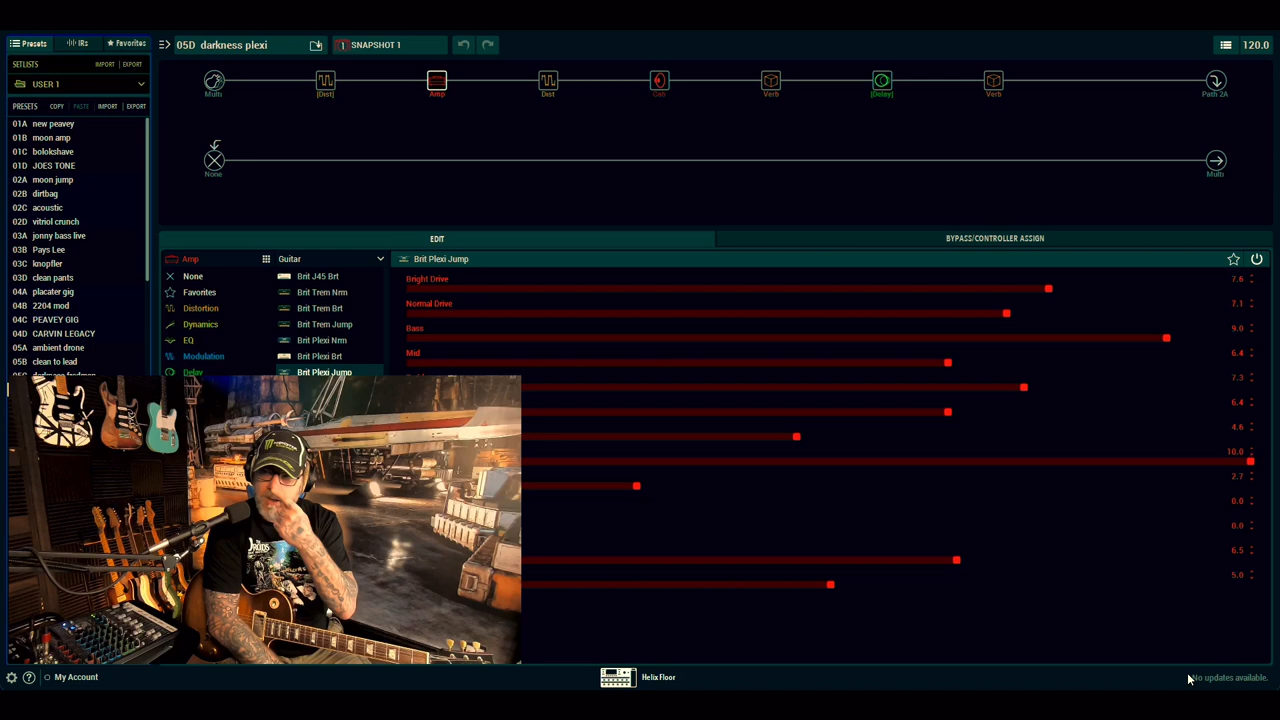 Presets IRs Favorites
05D darkness plexi 1 SNAPSHOT 1 120.0
SETLISTS IMPORT EXPORT
USER 1
PRESETS COPY PASTE IMPORT EXPORT
01A new peavey
01B moon amp
01C bolokshave
01D JOES TONE
02A moon jump
02B dirtbag
02C acoustic
02D vitriol crunch
03A jonny bass live
03B Pays Lee
03C knopfler
03D clean pants
04A placater gig
04B 2204 mod
04C PEAVEY GIG
04D CARVIN LEGACY
05A ambient drone
05B clean to lead
Multi [Dist] Amp Dist Cab Verb [Delay] Verb Path 2A
None Multi
EDIT BYPASS/CONTROLLER ASSIGN
Amp Guitar
None
Favorites
Distortion
Dynamics
EQ
Modulation
Delay
Brit J45 Brt
Brit Trem Nrm
Brit Trem Brt
Brit Trem Jump
Brit Plexi Nrm
Brit Plexi Brt
Brit Plexi Jump
Brit Plexi Jump
Bright Drive 7.6
Normal Drive 7.1
Bass 9.0
Mid 6.4
7.3
6.4
4.6
10.0
2.7
0.0
0.0
6.5
5.0
My Account Helix Floor No updates available.